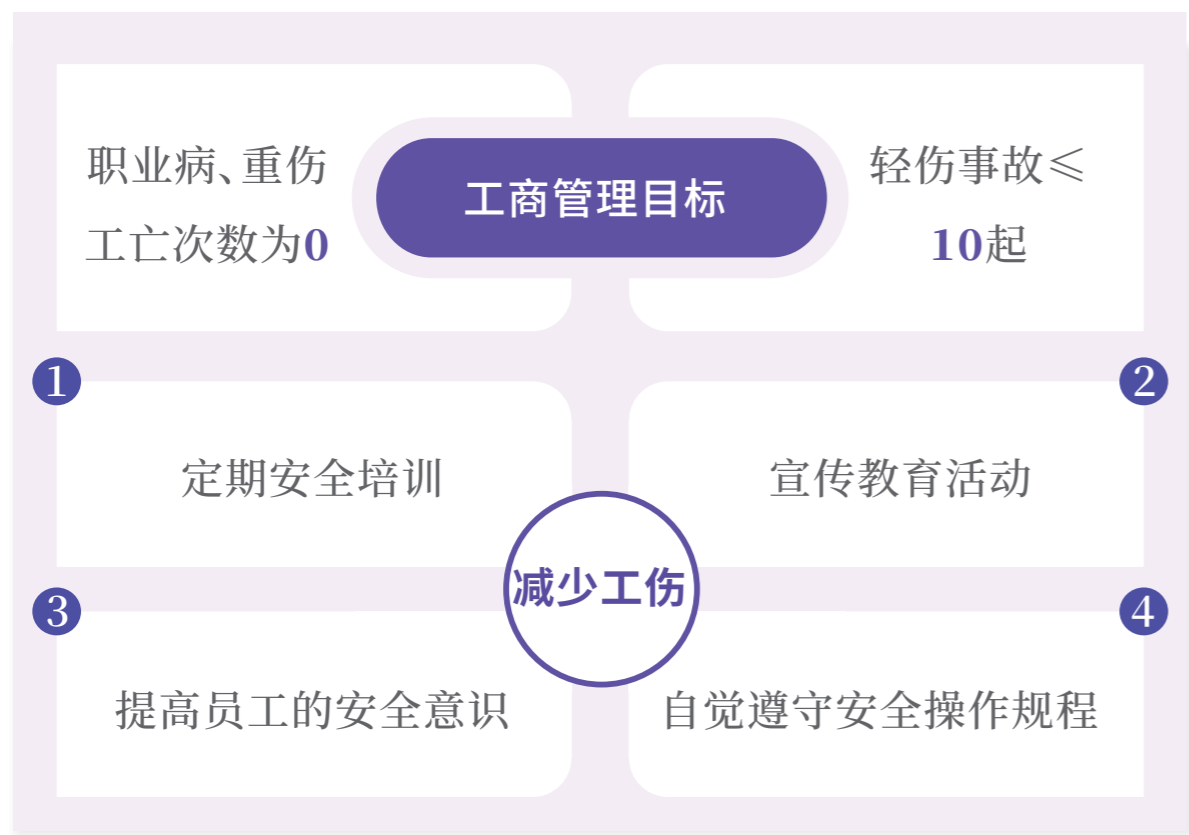 职业病、重伤
工亡次数为0
工商管理目标
轻伤事故≤
10起
1
定期安全培训
2
宣传教育活动
减少工伤
3
提高员工的安全意识
4
自觉遵守安全操作规程